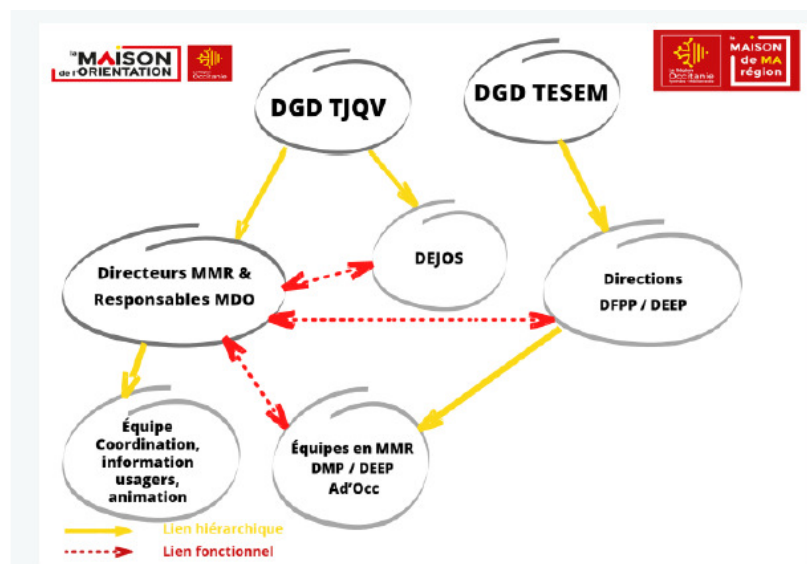 la MAISON
de l'ORIENTATION
Occitanie
DGD TJQV
DGD TESEM
Occitanie
la
MAISON
de MA
région
Directeurs MMR &
Responsables MDO
DEJOS
Directions
DFPP / DEEP
Équipe
Coordination,
information
usagers,
animation
Équipes en MMR
DMP / DEEP
Ad'Occ
Lien hiérarchique
Lien fonctionnel